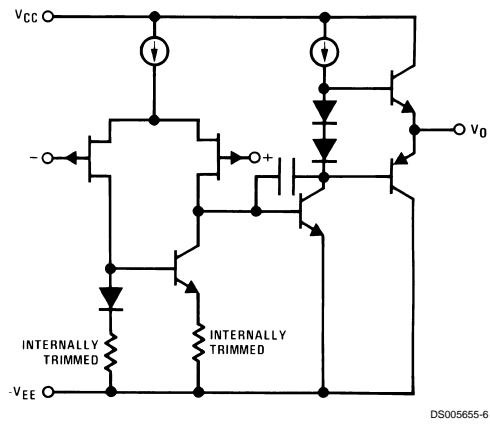 VCC
−
+
VO
INTERNALLY
TRIMMED
INTERNALLY
TRIMMED
-VEE
DS005655-6